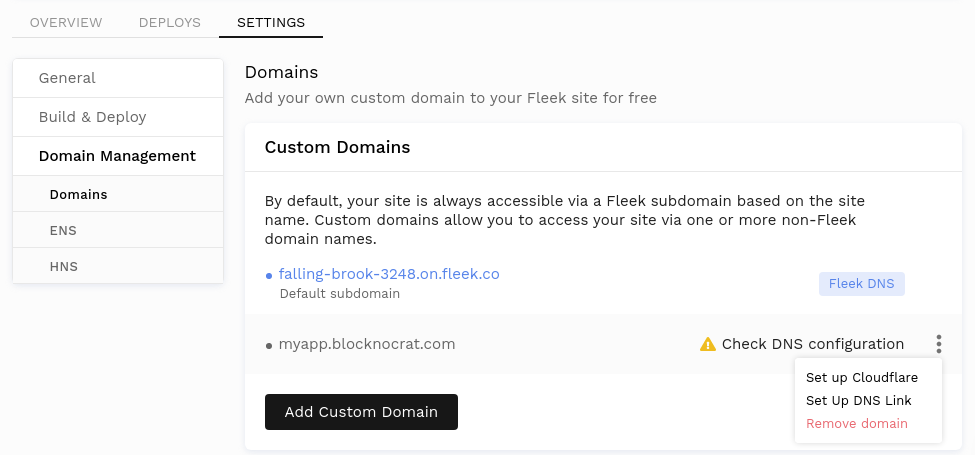 OVERVIEW DEPLOYS SETTINGS
General
Build & Deploy
Domain Management
Domains
ENS
HNS
Domains
Add your own custom domain to your Fleek site for free
Custom Domains
By default, your site is always accessible via a Fleek subdomain based on the site
name. Custom domains allow you to access your site via one or more non-Fleek
domain names.
falling-brook-3248.on.fleek.co
Default subdomain
Fleek DNS
myapp.blocknocrat.com
Check DNS configuration
Set up Cloudflare
Set Up DNS Link
Remove domain
Add Custom Domain